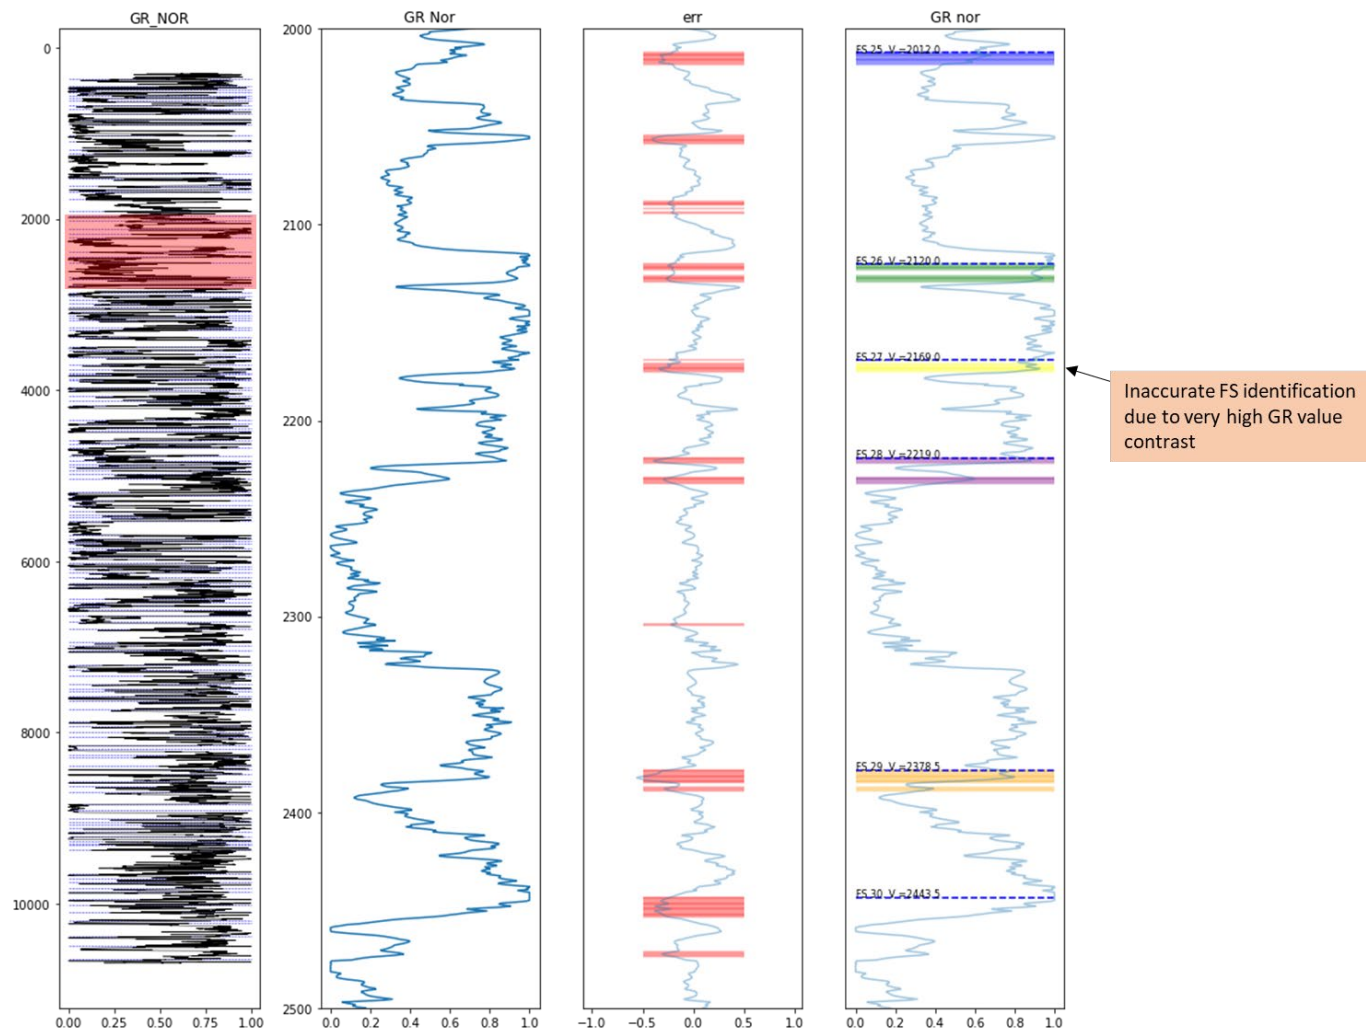 GR_NOR
GR Nor
err
GR nor
0
2000
4000
6000
8000
10000
0.00 0.25 0.50 0.75 1.00
2000
2100
2200
2300
2400
2500
0.0 0.2 0.4 0.6 0.8 1.0
-1.0 -0.5 0.0 0.5 1.0
FS.25 V =2012.0
FS.26 V =2120.0
FS.27 V =2169.0
FS.28 V =2219.0
FS.29 V =2378.5
FS.30 V =2443.5
0.0 0.2 0.4 0.6 0.8 1.0
Inaccurate FS identification
due to very high GR value
contrast